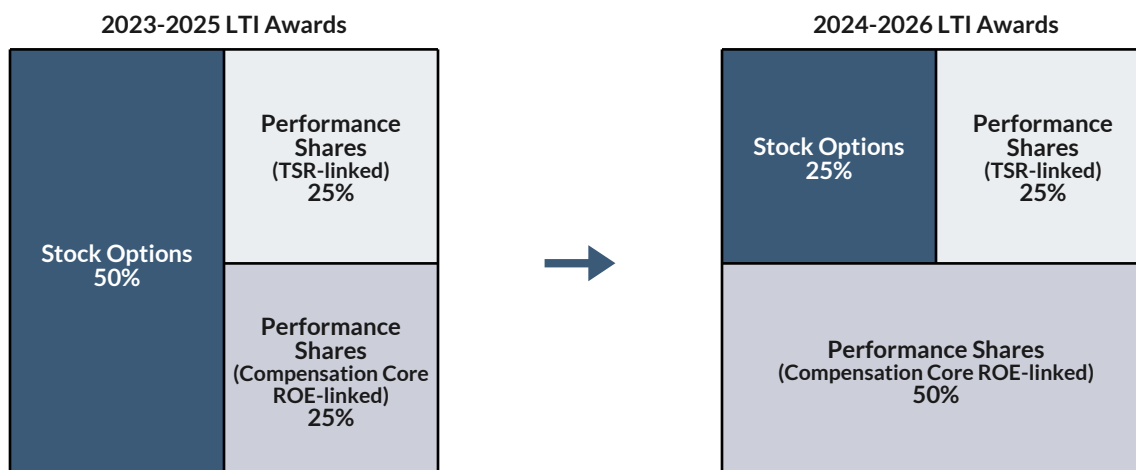 2023-2025 LTI Awards
Stock Options
50%
Performance
Shares
(TSR-linked)
25%
Performance
Shares
(Compensation Core
ROE-linked)
25%
2024-2026 LTI Awards
Stock Options
25%
Performance
Shares
(TSR-linked)
25%
Performance Shares
(Compensation Core ROE-linked)
50%